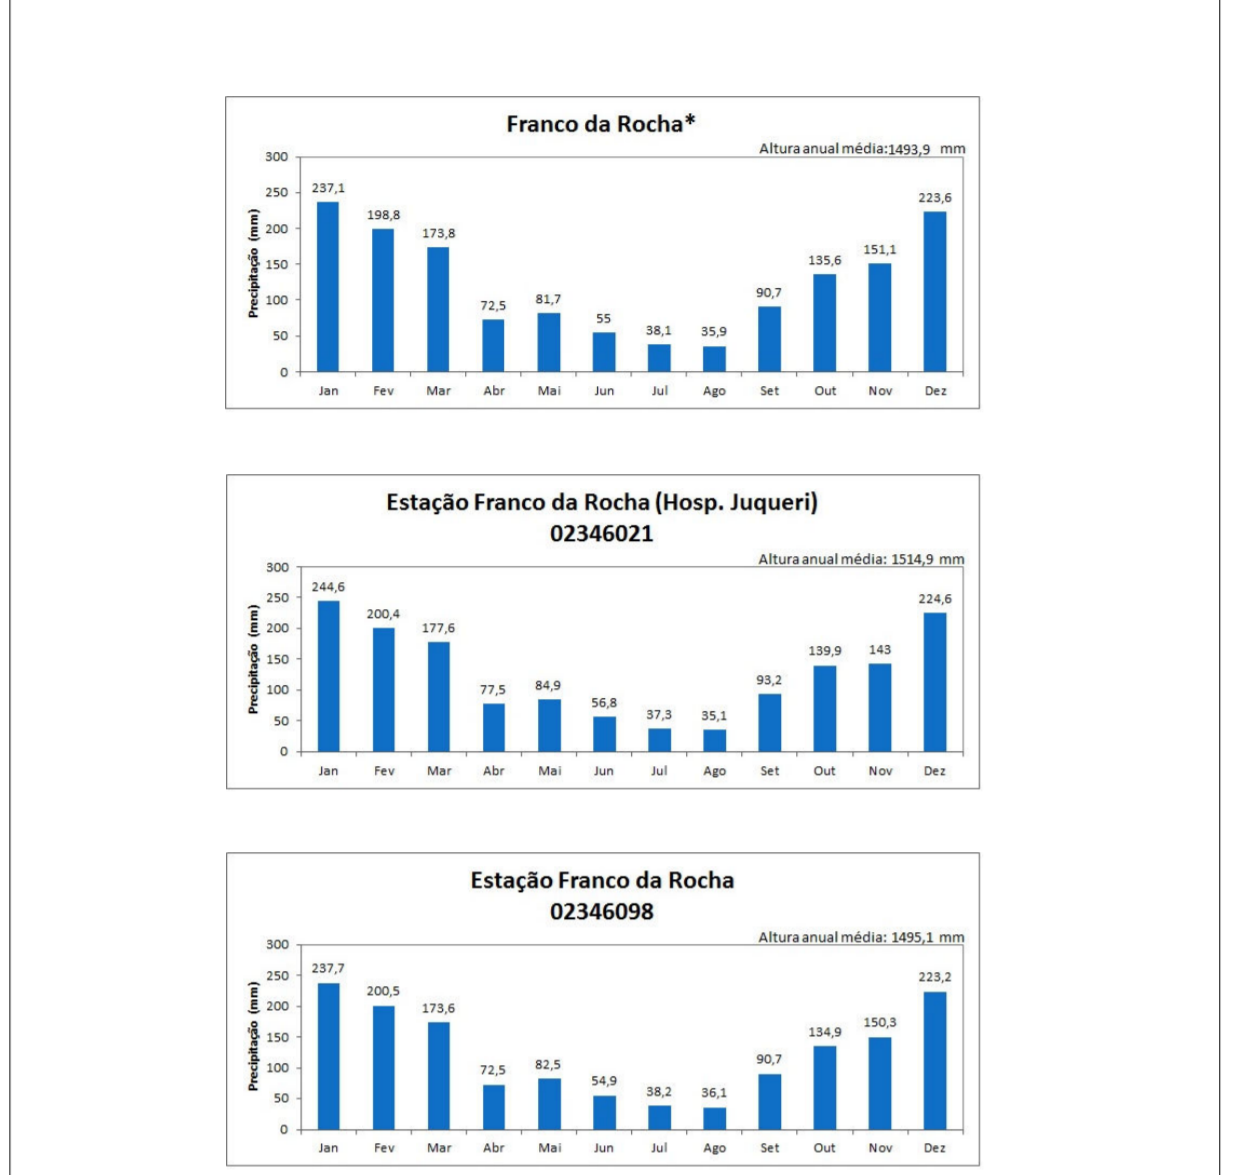 Franco da Rocha*
Altura anual média:1493,9 mm
Precipitação (mm)
300
250
200
150
100
50
0
237,1 198,8 173,8 72,5 81,7 55 38,1 35,9 90,7 135,6 151,1 223,6
Jan Fev Mar Abr Mai Jun Jul Ago Set Out Nov Dez
Estação Franco da Rocha (Hosp. Juqueri)
02346021
Altura anual média: 1514,9 mm
Precipitação (mm)
300
250
200
150
100
50
0
244,6 200,4 177,6 77,5 84,9 56,8 37,3 35,1 93,2 139,9 143 224,6
Jan Fev Mar Abr Mai Jun Jul Ago Set Out Nov Dez
Estação Franco da Rocha
02346098
Altura anual média: 1495,1 mm
Precipitação (mm)
300
250
200
150
100
50
0
237,7 200,5 173,6 72,5 82,5 54,9 38,2 36,1 90,7 134,9 150,3 223,2
Jan Fev Mar Abr Mai Jun Jul Ago Set Out Nov Dez